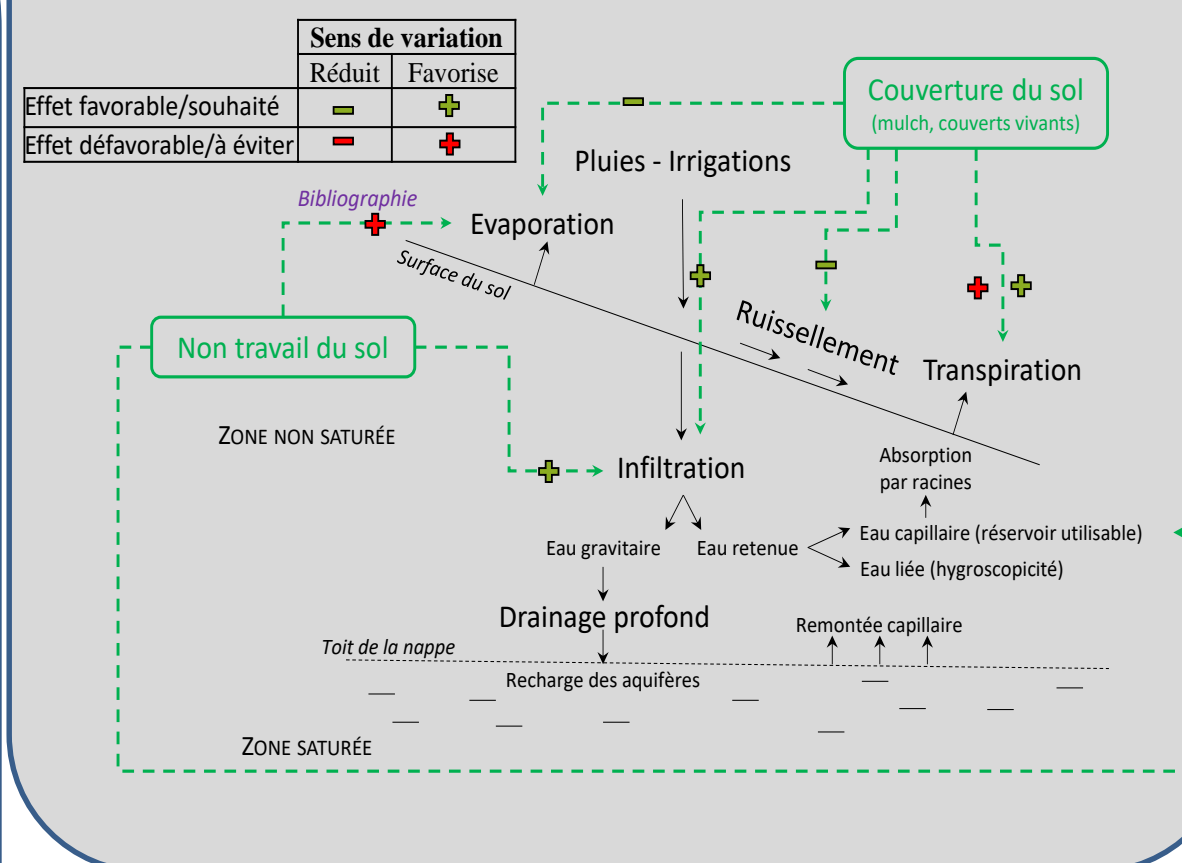 Sens de variation
Réduit Favorise
Effet favorable/souhaité
Effet défavorable/à éviter
Couverture du sol
(mulch, couverts vivants)
Pluies - Irrigations
Bibliographie
Evaporation
Surface du sol
Ruissellement
Non travail du sol
Transpiration
ZONE NON SATURÉE
Infiltration
Absorption
par racines
Eau gravitaire
Eau retenue
Eau capillaire (réservoir utilisable)
Eau liée (hygroscopicité)
Drainage profond
Remontée capillaire
Toit de la nappe
Recharge des aquifères
ZONE SATURÉE